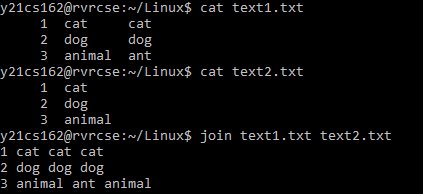 y21cs162@rvrcse:~/Linux$ cat text1.txt
     1  cat     cat
     2  dog     dog
     3  animal  ant
y21cs162@rvrcse:~/Linux$ cat text2.txt
     1  cat
     2  dog
     3  animal
y21cs162@rvrcse:~/Linux$ join text1.txt text2.txt
1 cat cat cat
2 dog dog dog
3 animal ant animal